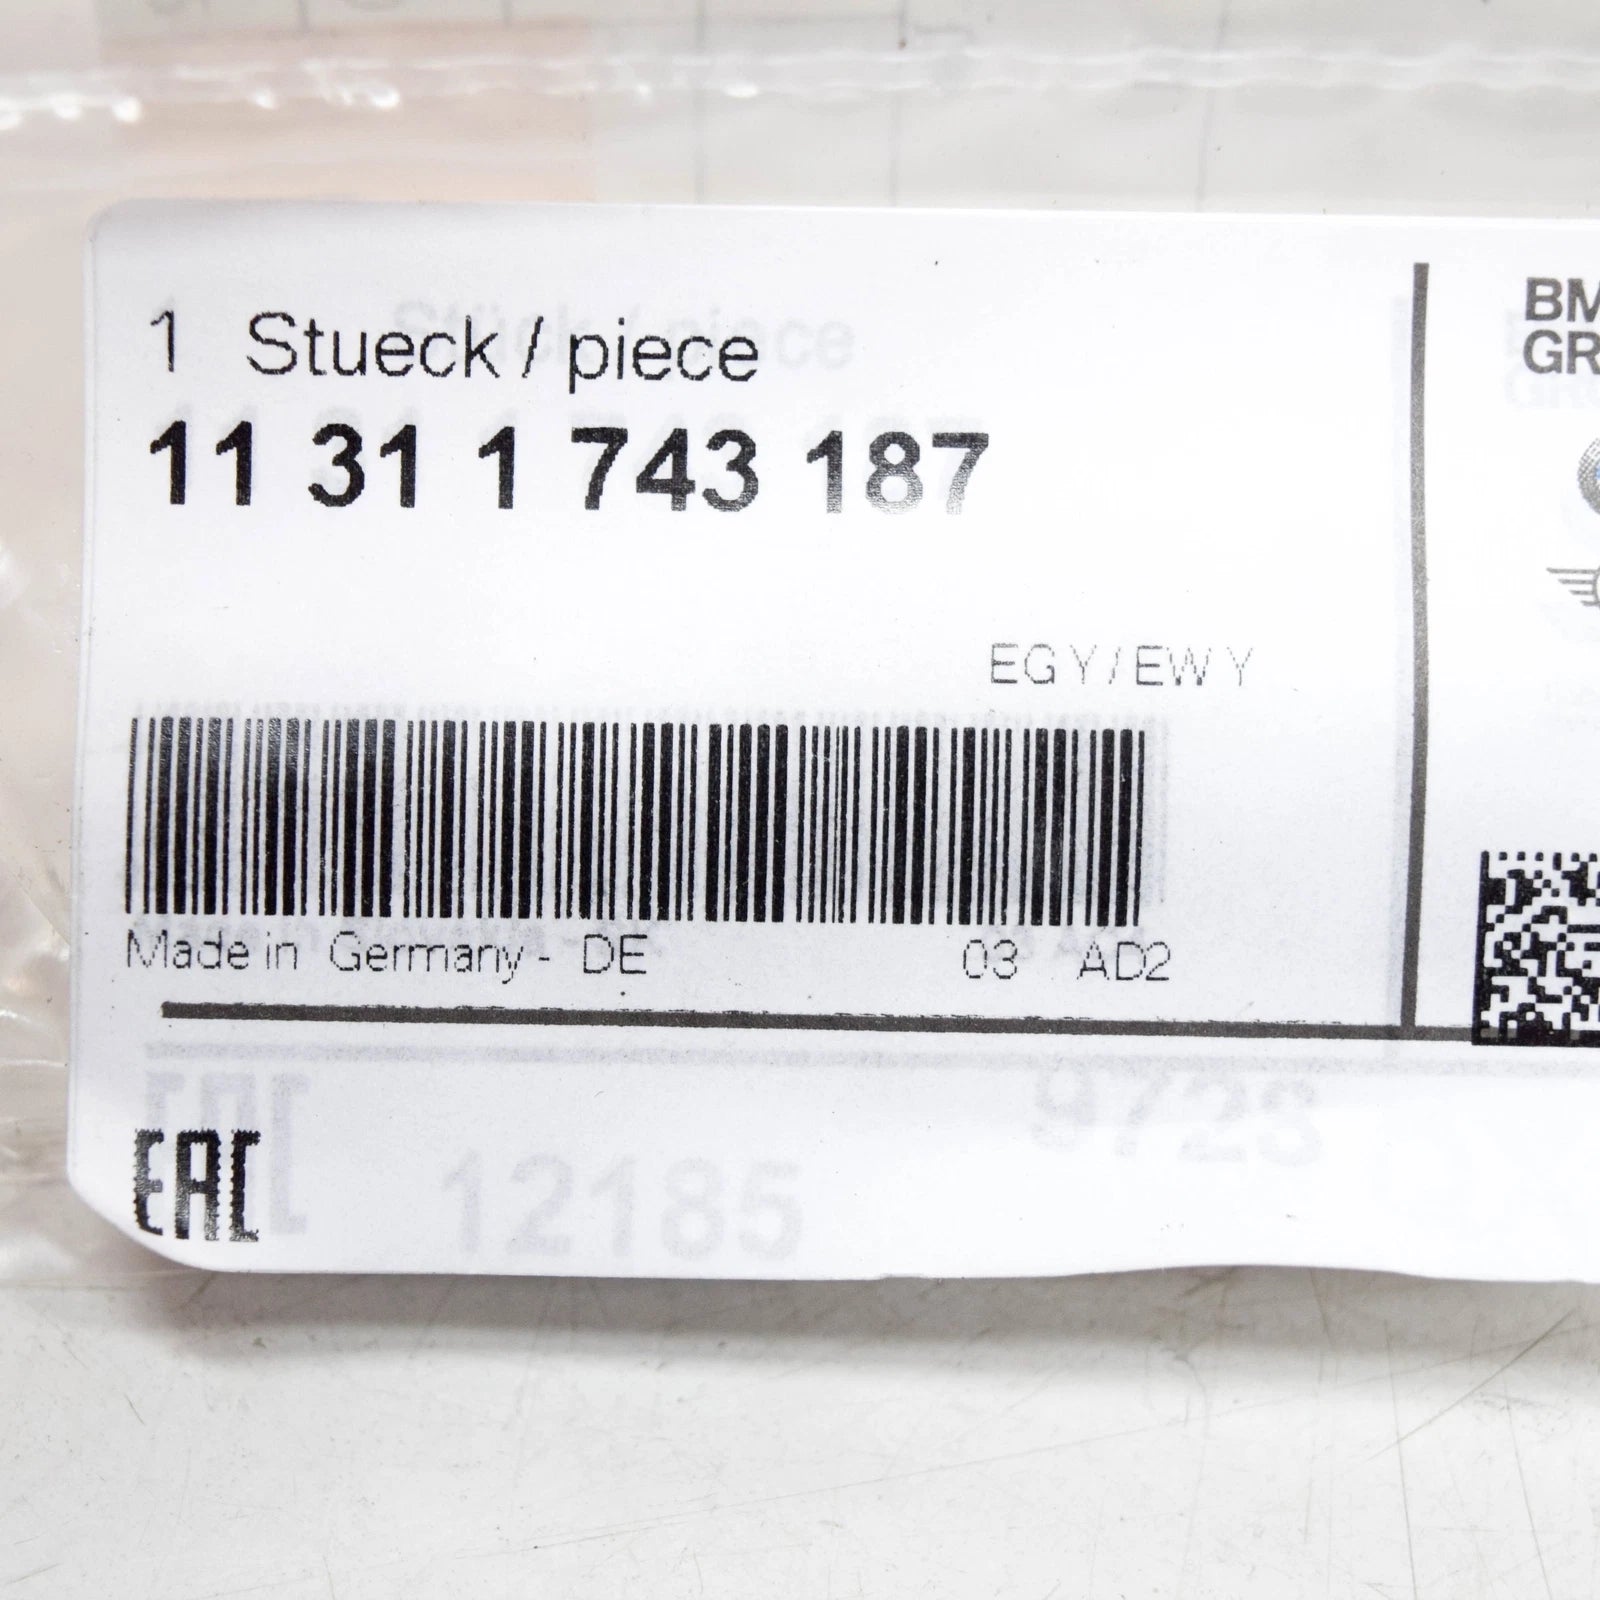 1 Stueck / piece
11 31 1 743 187
EGY/EWY
Made in Germany - DE 03 AD2
EAC
12185
9723
BM
GR